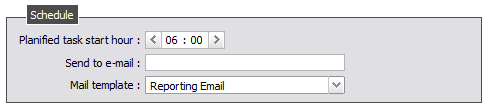 Schedule
Planified task start hour : 06 : 00
Send to e-mail :
Mail template : Reporting Email